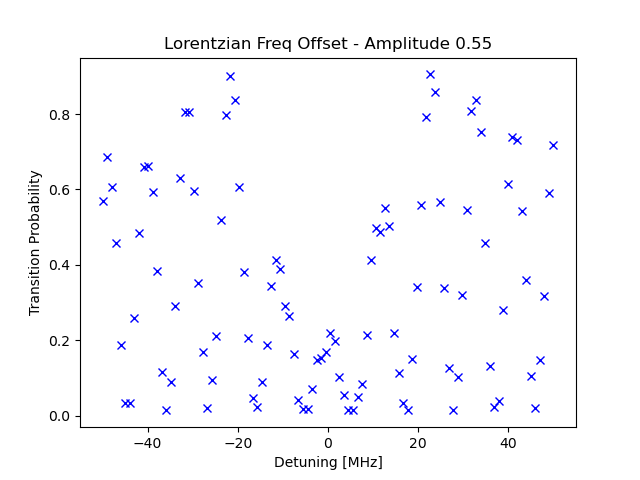 Lorentzian Freq Offset - Amplitude 0.55
0.8
0.6
0.4
0.2
0.0
Transition Probability
−40 −20 0 20 40
Detuning [MHz]